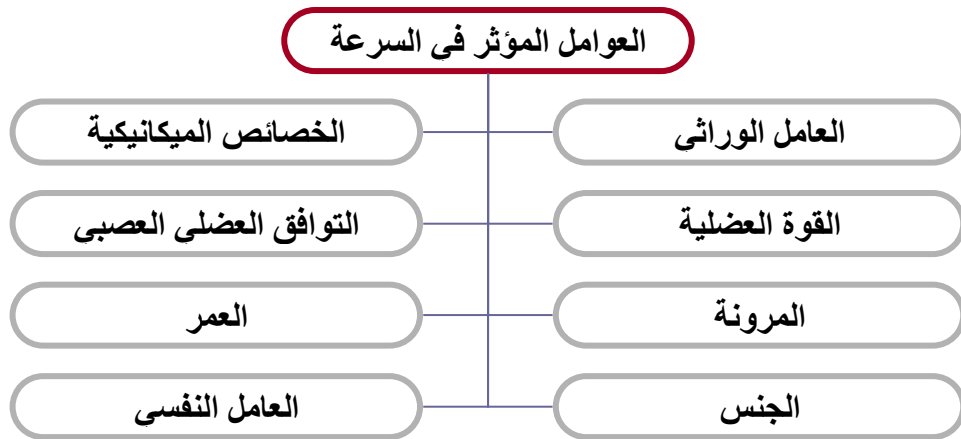 العوامل المؤثر فى السرعة
العامل الوراثى
الخصائص الميكانيكية
القوة العضلية
التوافق العضلى العصبى
المرونة
العمر
الجنس
العامل النفسى